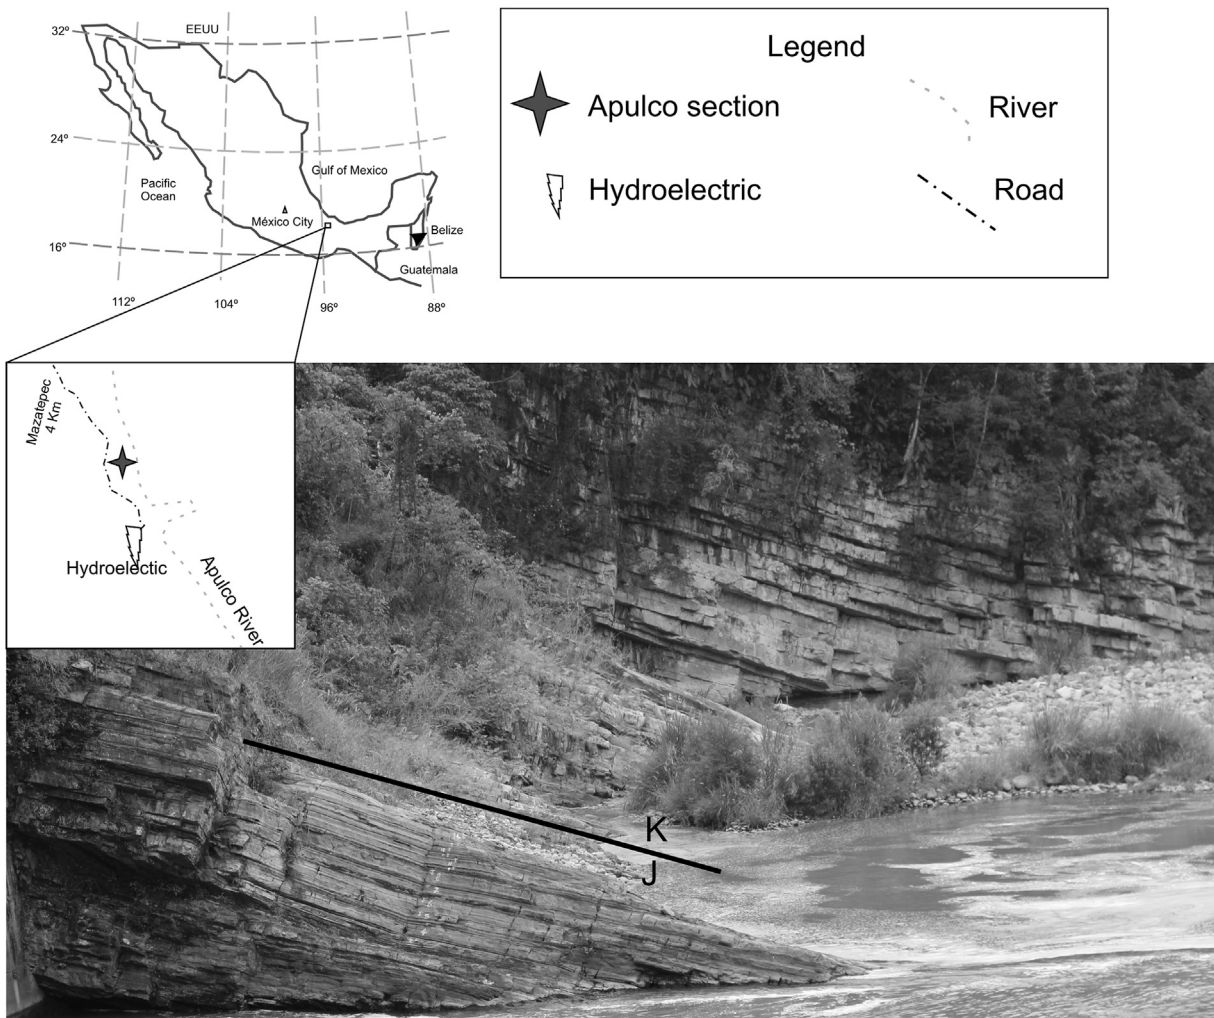 32º
EEUU
24º
Gulf of Mexico
Pacific
Ocean
México City
Belize
16º
Guatemala
112º
104º
96º
88º
Legend
Apulco section
River
Hydroelectric
Road
Mazatepec
4 Km
Hydroelectic
Apulco River
K
J